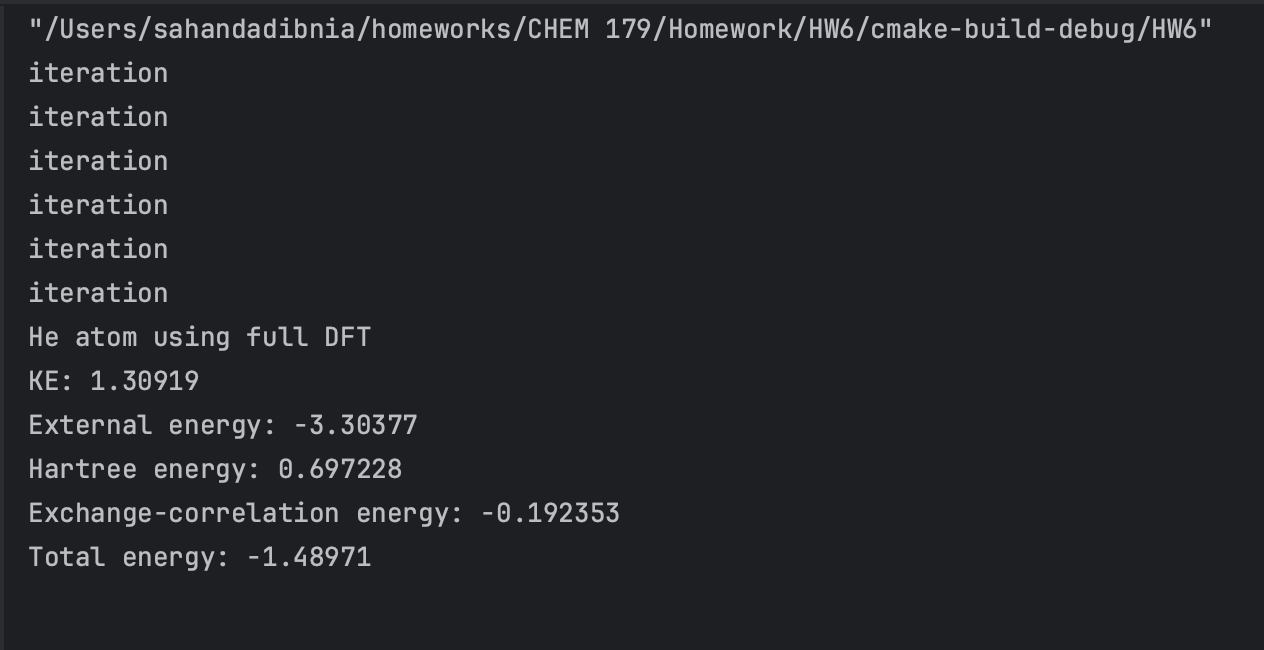 "/Users/sahandadibnia/homeworks/CHEM 179/Homework/HW6/cmake-build-debug/HW6"
iteration
iteration
iteration
iteration
iteration
iteration
He atom using full DFT
KE: 1.30919
External energy: -3.30377
Hartree energy: 0.697228
Exchange-correlation energy: -0.192353
Total energy: -1.48971